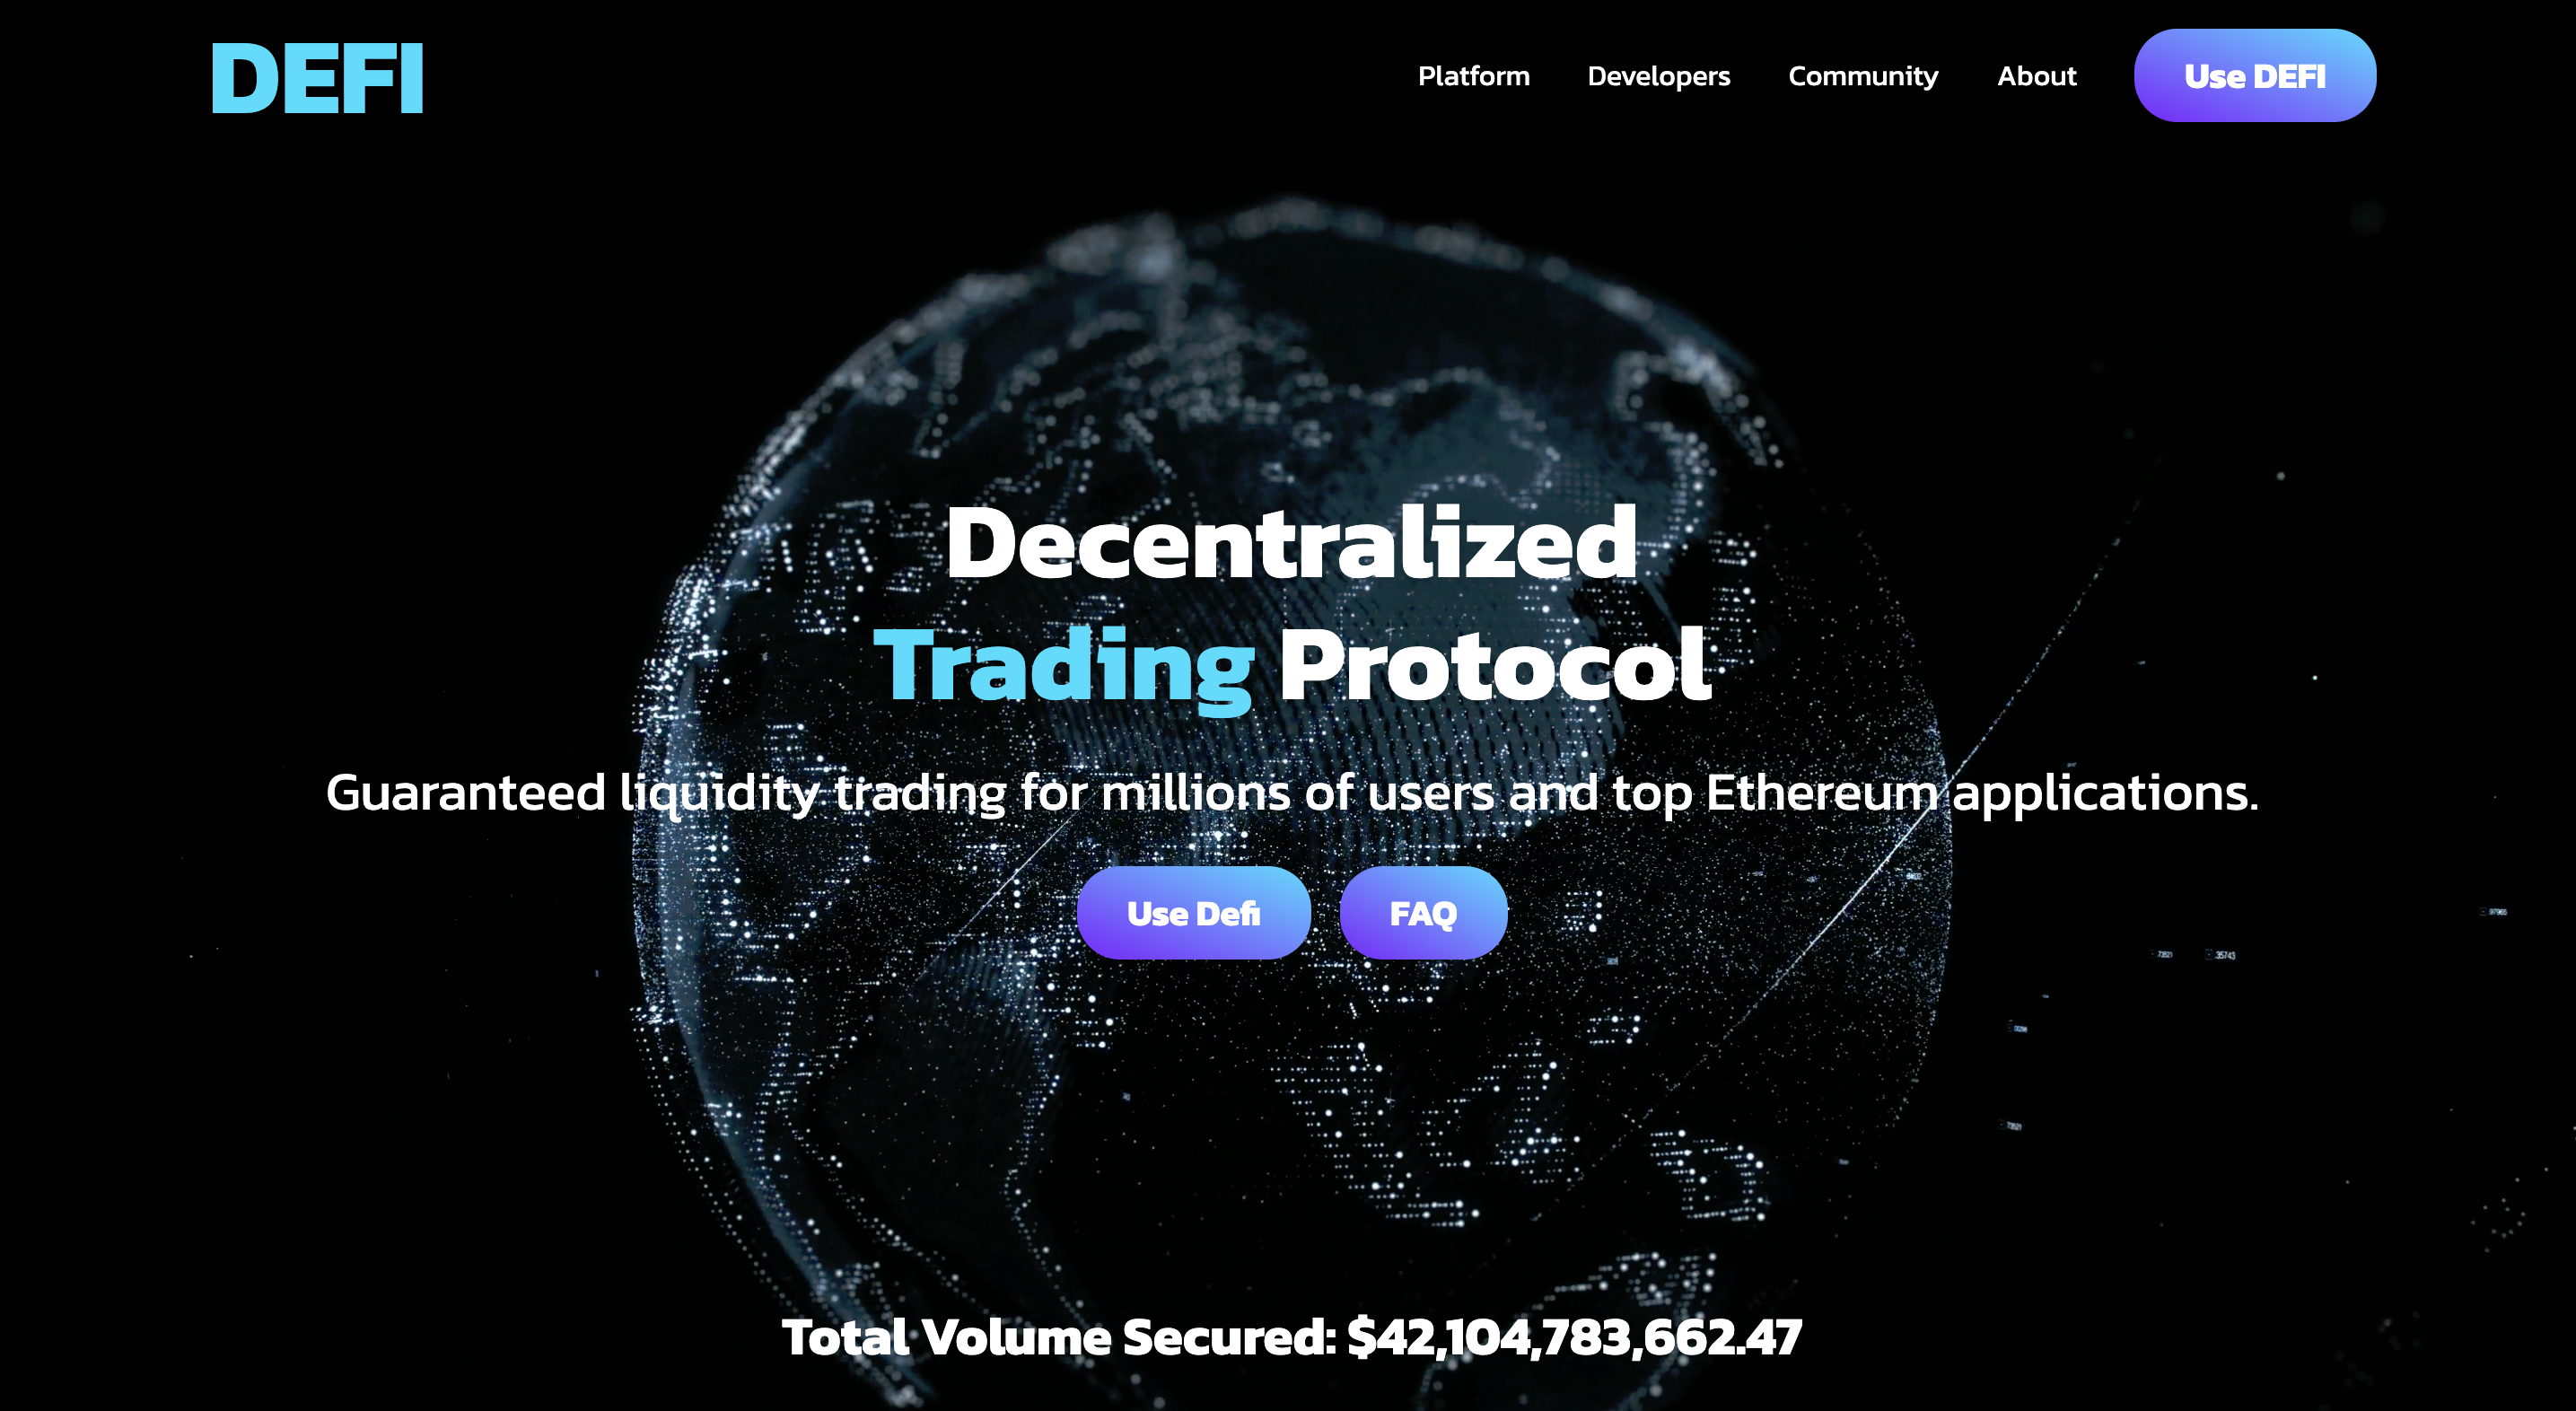 DEFI
Platform
Developers
Community
About
Use DEFI
Decentralized
Trading Protocol
Guaranteed liquidity trading for millions of users and top Ethereum applications.
Use Defi
FAQ
.35743
Total Volume Secured: $42,104,783,662.47